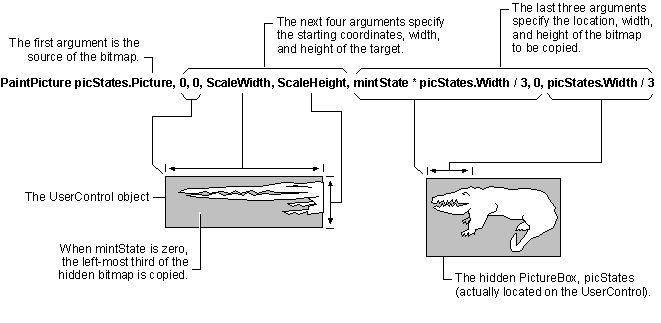 The first argument is the
source of the bitmap.
The next four arguments specify
the starting coordinates, width,
and height of the target.
The last three arguments
specify the location, width,
and height of the bitmap
to be copied.
PaintPicture picStates.Picture, 0, 0, ScaleWidth, ScaleHeight, mintState * picStates.Width / 3, 0, picStates.Width / 3
The UserControl object
When mintState is zero,
the left-most third of the
hidden bitmap is copied.
The hidden PictureBox, picStates
(actually located on the UserControl).